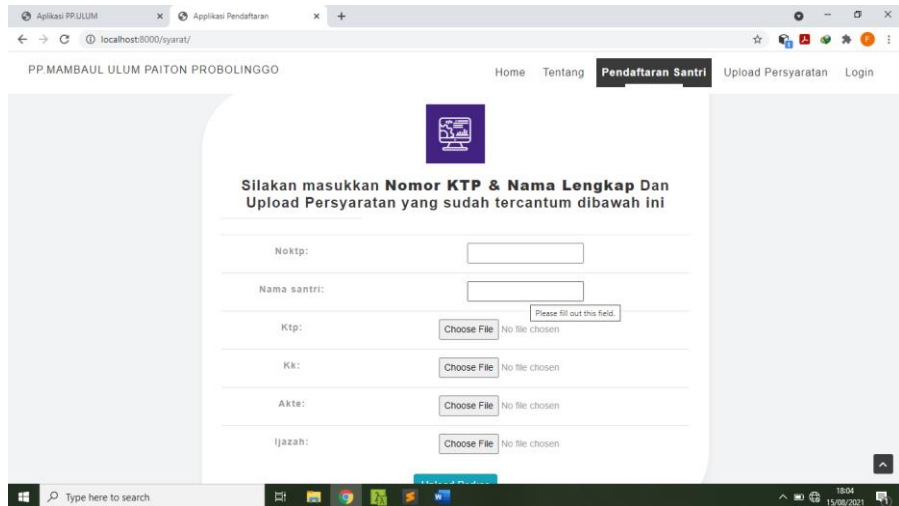 Aplikasi PP.ULUM
Applikasi Pendaftaran
localhost:8000/syarat/
PP.MAMBAUL ULUM PAITON PROBOLINGGO
Home Tentang Pendaftaran Santri Upload Persyaratan Login
Silakan masukkan Nomor KTP & Nama Lengkap Dan
Upload Persyaratan yang sudah tercantum dibawah ini
Noktp:
Nama santri:
Please fill out this field.
Ktp: Choose File No file chosen
Kk: Choose File No file chosen
Akte: Choose File No file chosen
Ijazah: Choose File No file chosen
Type here to search
18:04
15/08/2021